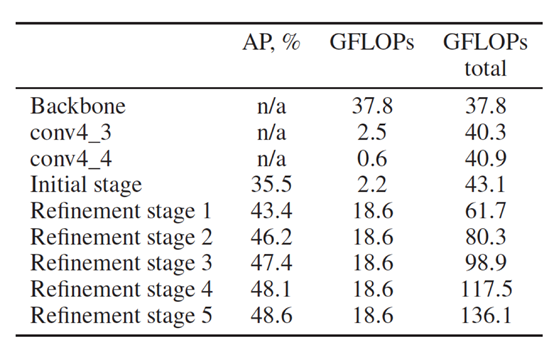 AP, % GFLOPs GFLOPs
total
Backbone n/a 37.8 37.8
conv4_3 n/a 2.5 40.3
conv4_4 n/a 0.6 40.9
Initial stage 35.5 2.2 43.1
Refinement stage 1 43.4 18.6 61.7
Refinement stage 2 46.2 18.6 80.3
Refinement stage 3 47.4 18.6 98.9
Refinement stage 4 48.1 18.6 117.5
Refinement stage 5 48.6 18.6 136.1